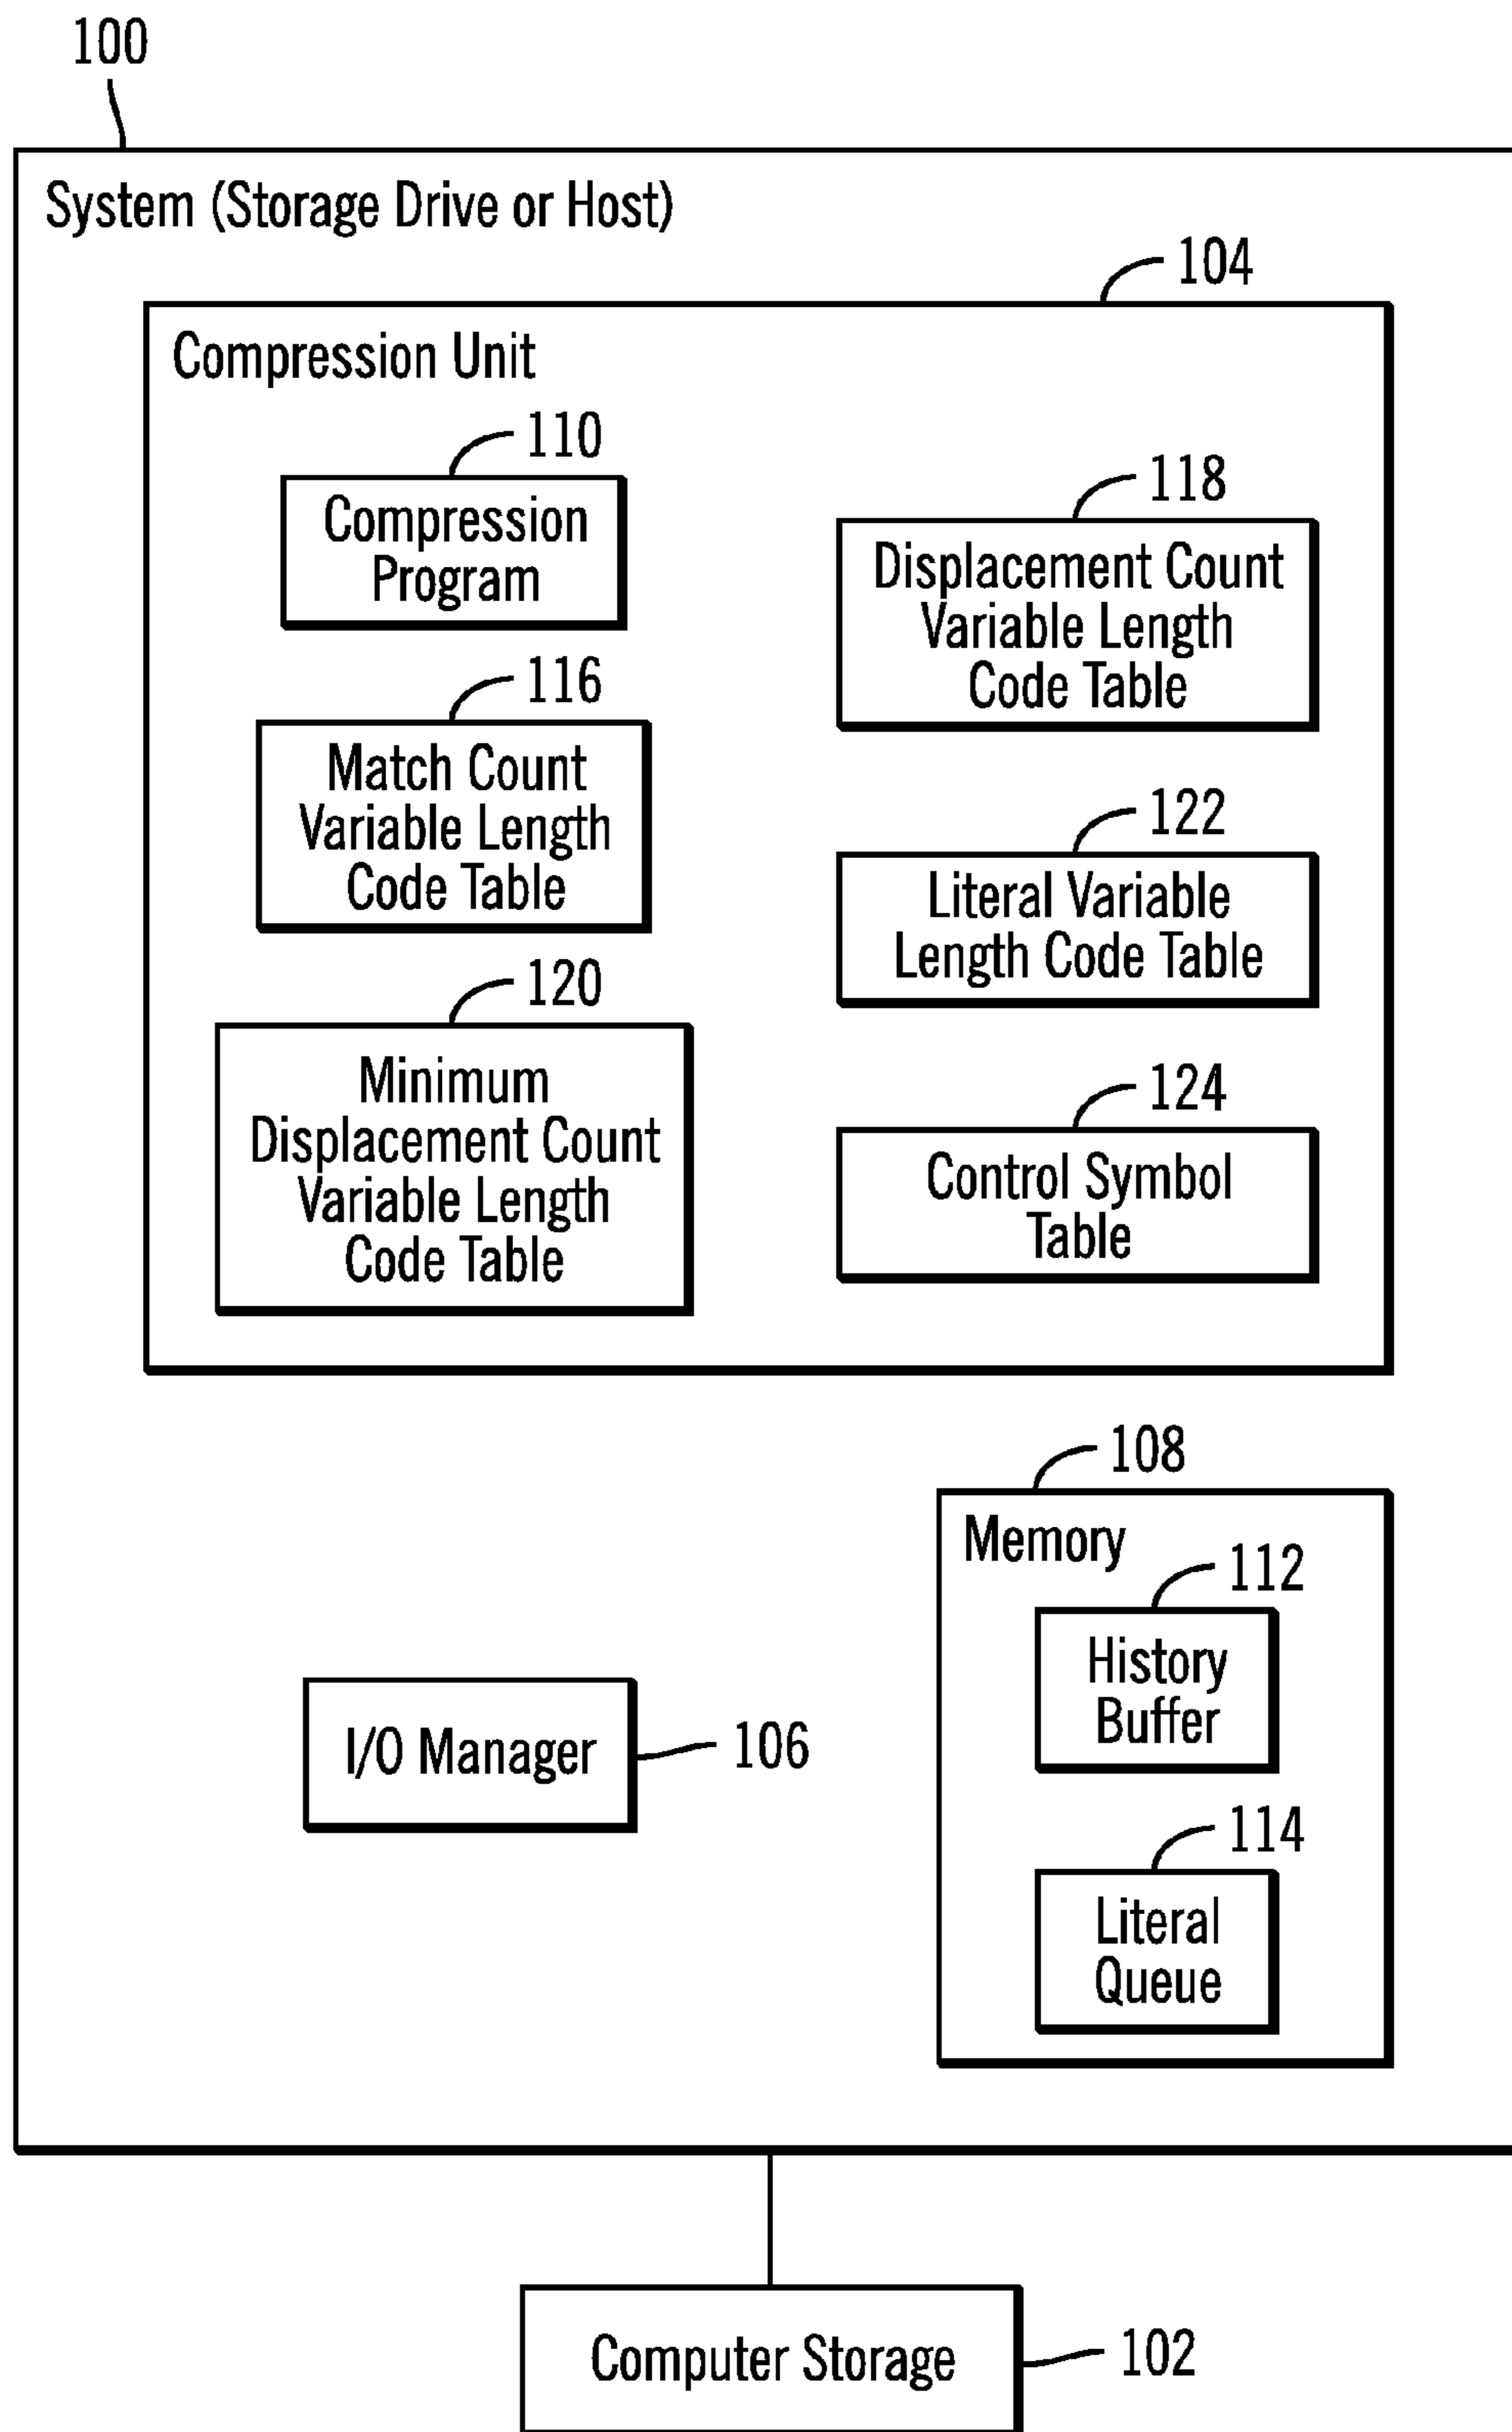 100
System (Storage Drive or Host)
104
Compression Unit
110
Compression
Program
118
Displacement Count
Variable Length
Code Table
116
Match Count
Variable Length
Code Table
122
Literal Variable
Length Code Table
120
Minimum
Displacement Count
Variable Length
Code Table
124
Control Symbol
Table
108
Memory
112
History
Buffer
I/O Manager
106
114
Literal
Queue
Computer Storage
102